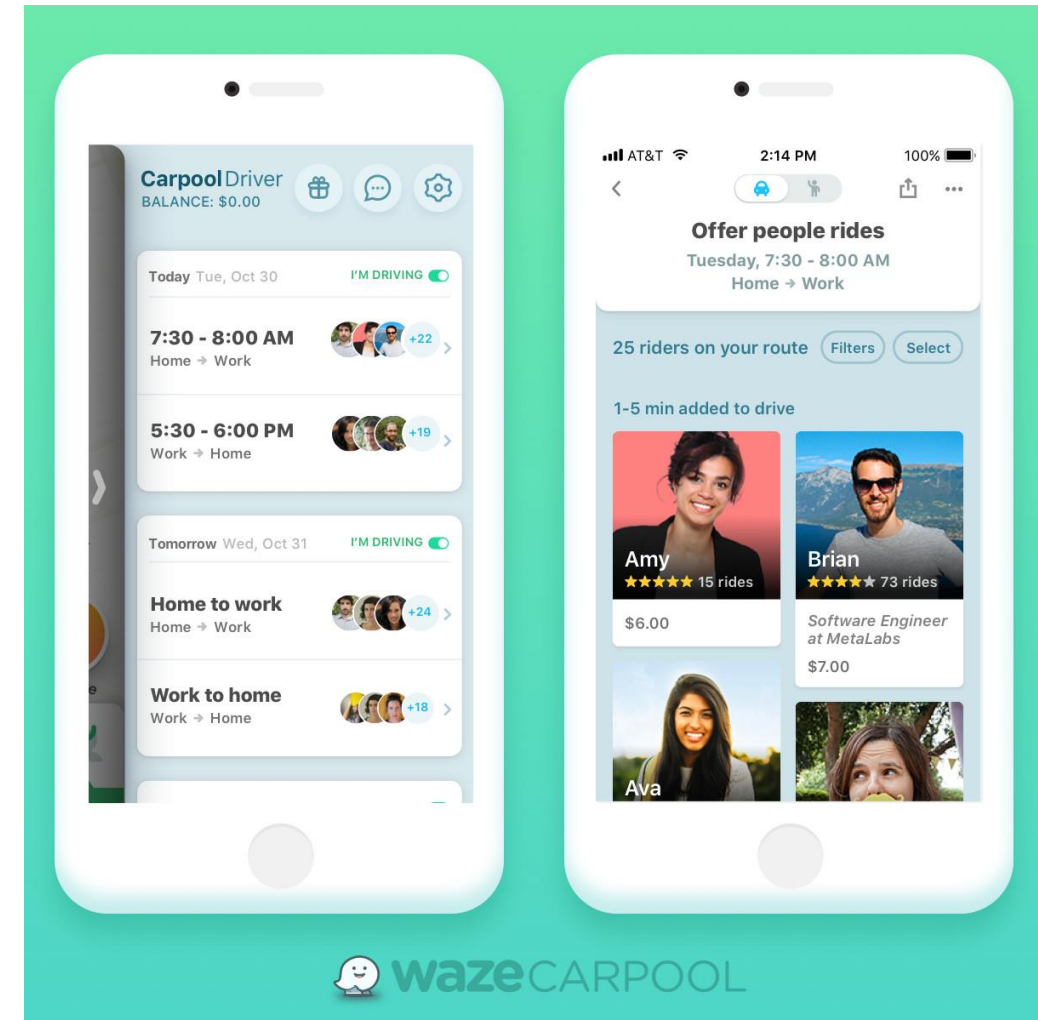 Carpool Driver
BALANCE: $0.00
Today Tue, Oct 30 I'M DRIVING
7:30 - 8:00 AM
Home → Work
+22
5:30 - 6:00 PM
Work → Home
+19
Tomorrow Wed, Oct 31 I'M DRIVING
Home to work
Home → Work
+24
Work to home
Work → Home
+18
AT&T 2:14 PM 100%
Offer people rides
Tuesday, 7:30 - 8:00 AM
Home → Work
25 riders on your route Filters Select
1-5 min added to drive
Amy
15 rides
$6.00
Brian
73 rides
Software Engineer
at MetaLabs
$7.00
Ava
waze CARPOOL